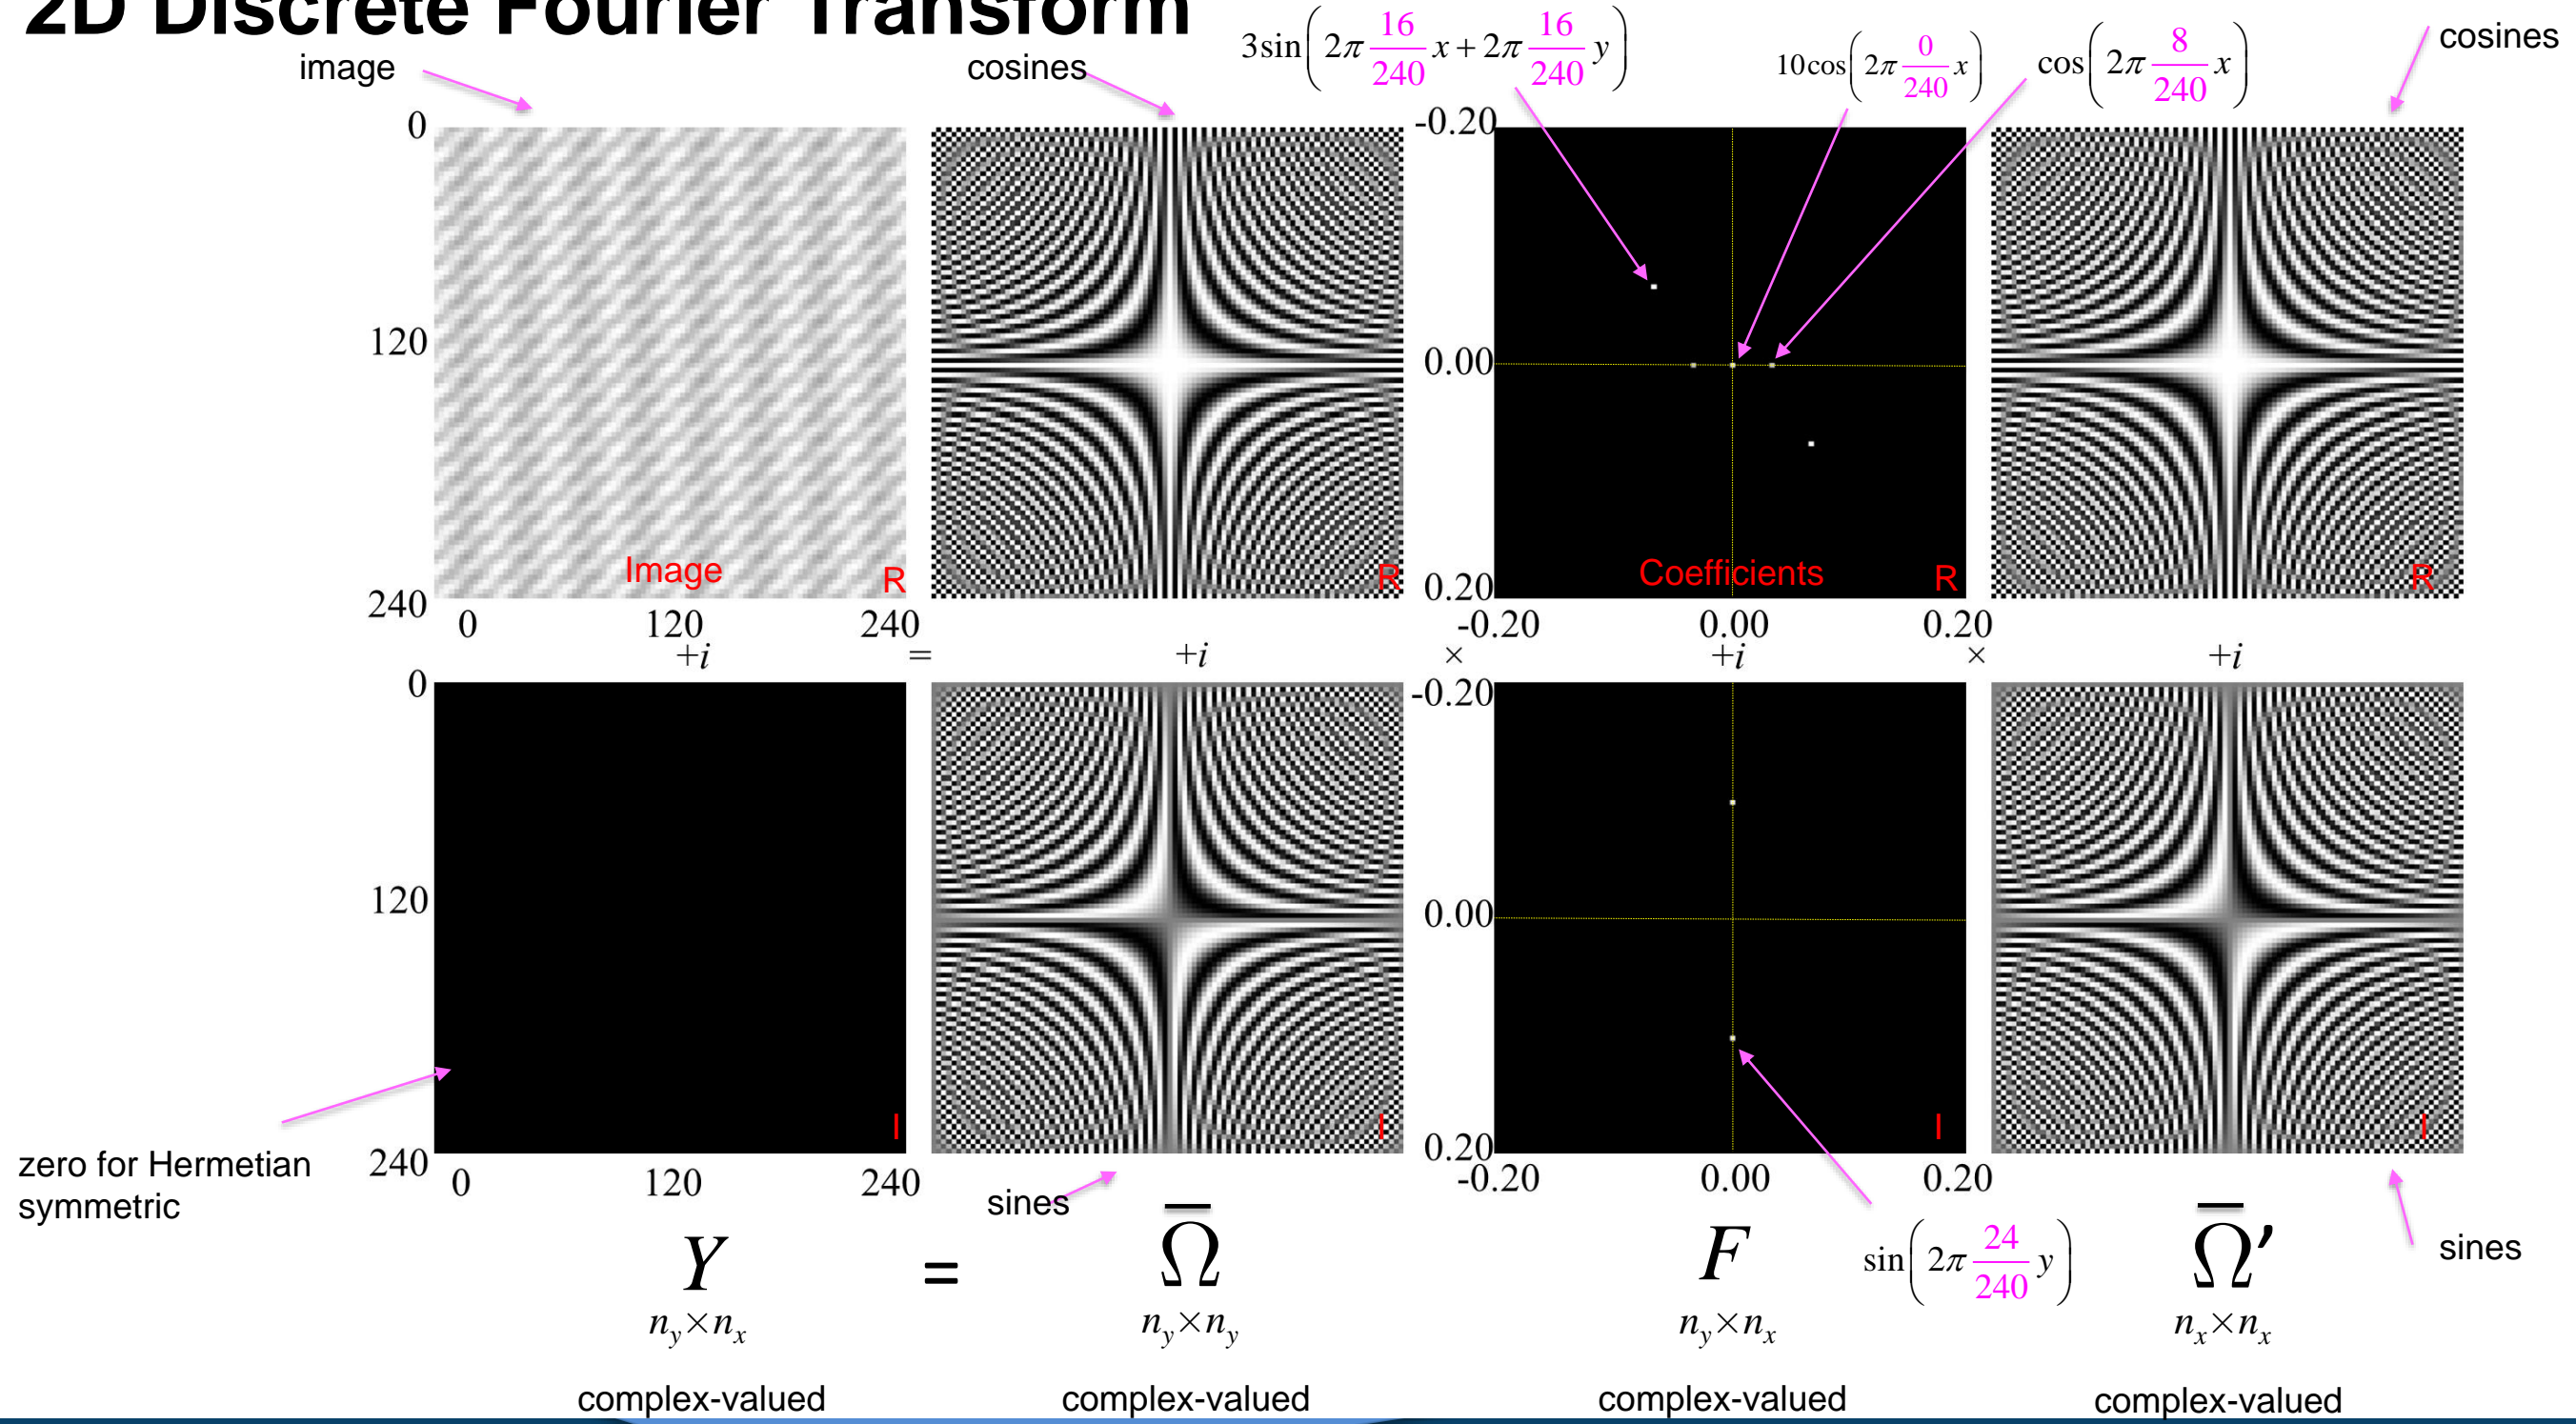 2D Discrete Fourier Transform
image
cosines
3sin(2π 16/240 x + 2π 16/240 y)
10cos(2π 0/240 x)
cos(2π 8/240 x)
cosines
0
120
240
0 120 240
Image R
R
-0.20
0.00
0.20
-0.20 0.00 0.20
Coefficients R
R
+i = +i × +i × +i
0
120
240
0 120 240
I
I
-0.20
0.00
0.20
-0.20 0.00 0.20
I
I
zero for Hermetian
symmetric
sines
sin(2π 24/240 y)
sines
Y = Ω̅ F Ω̅′
n_y×n_x n_y×n_y n_y×n_x n_x×n_x
complex-valued complex-valued complex-valued complex-valued